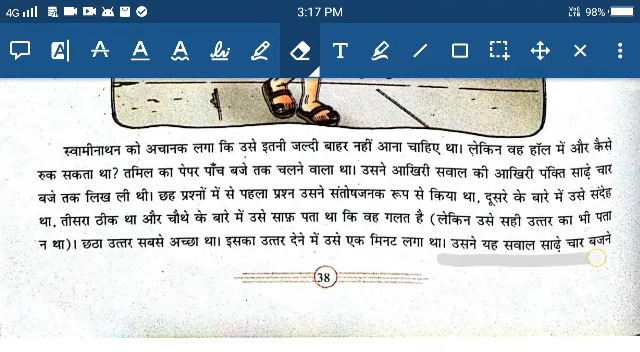 4G 3:17 PM VoLTE 98%
T
स्वामीनाथन को अचानक लगा कि उसे इतनी जल्दी बाहर नहीं आना चाहिए था। लेकिन वह हॉल में और कैसे
रुक सकता था? तमिल का पेपर पाँच बजे तक चलने वाला था। उसने आखिरी सवाल की आखिरी पंक्ति साढ़े चार
बजे तक लिख ली थी। छह प्रश्नों में से पहला प्रश्न उसने संतोषजनक रूप से किया था, दूसरे के बारे में उसे संदेह
था, तीसरा ठीक था और चौथे के बारे में उसे साफ़ पता था कि वह गलत है (लेकिन उसे सही उत्तर का भी पता
न था)। छठा उत्तर सबसे अच्छा था। इसका उत्तर देने में उसे एक मिनट लगा था। उसने यह सवाल साढ़े चार बजने
38